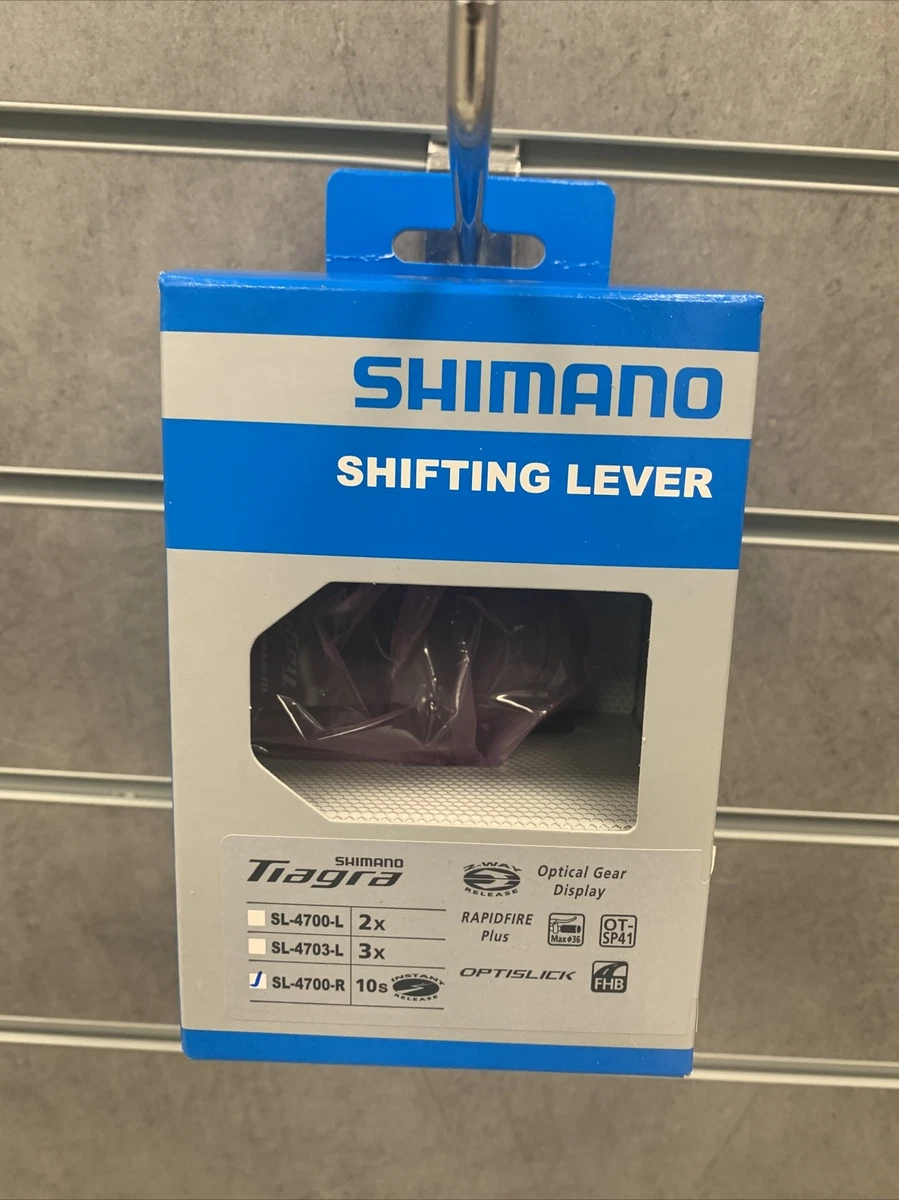 SHIMANO
SHIFTING LEVER
SHIMANO
Tiagra
SL-4700-L 2x
SL-4703-L 3x
SL-4700-R 10s INSTANT RELEASE
2-WAY RELEASE
Optical Gear
Display
RAPIDFIRE
Plus
Max φ36
OT-
SP41
OPTISLICK
FHB